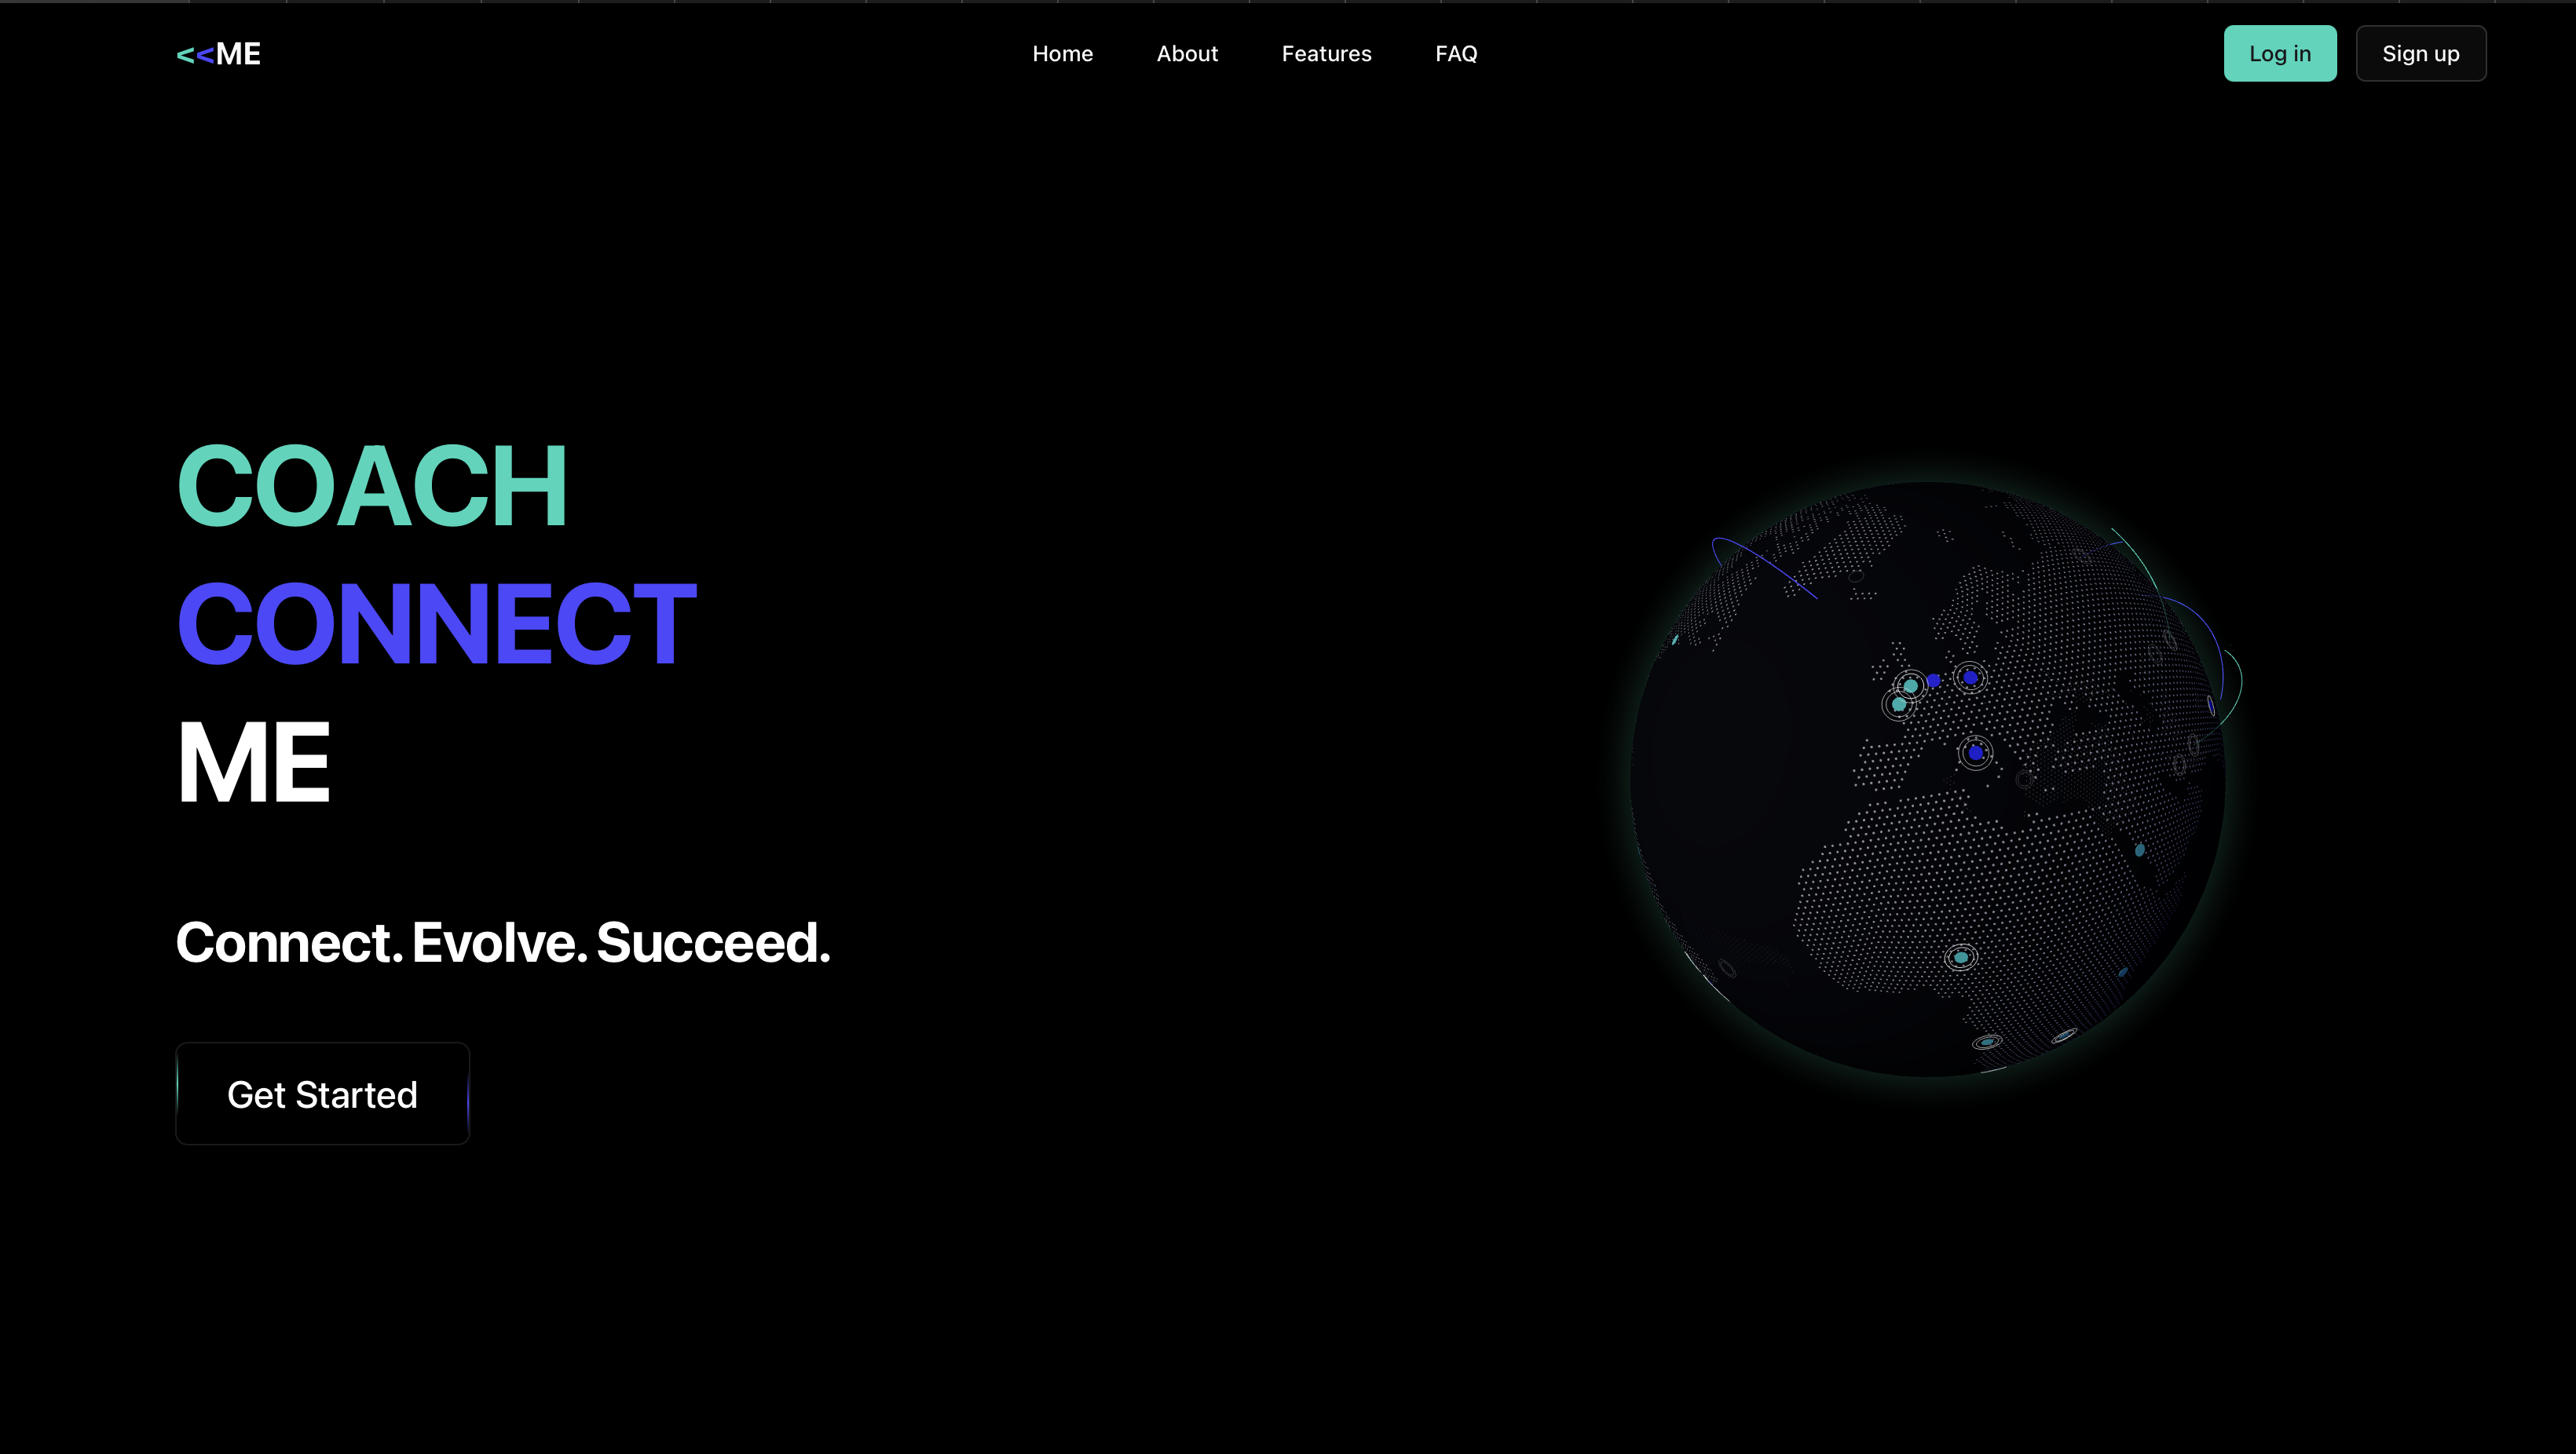 <<ME
Home About Features FAQ
Log in Sign up
COACH
CONNECT
ME
Connect. Evolve. Succeed.
Get Started